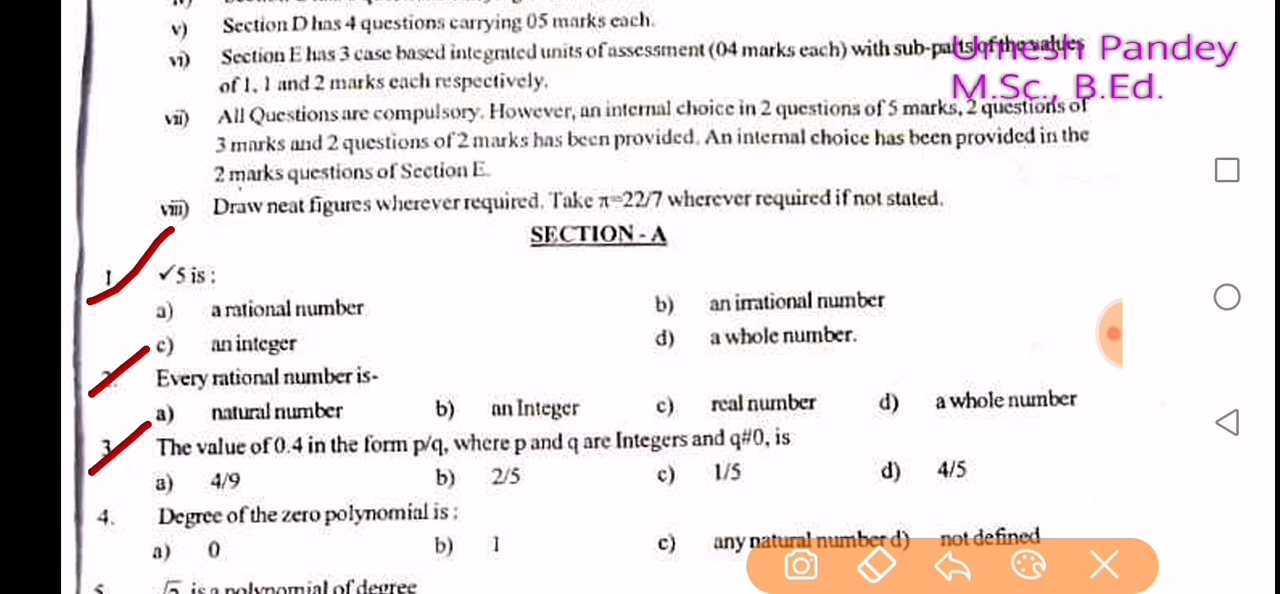 v) Section D has 4 questions carrying 05 marks each.
vi) Section E has 3 case based integrated units of assessment (04 marks each) with sub-parts of the values
of 1, 1 and 2 marks each respectively.
Umesh Pandey
M.Sc., B.Ed.
vii) All Questions are compulsory. However, an internal choice in 2 questions of 5 marks, 2 questions of
3 marks and 2 questions of 2 marks has been provided. An internal choice has been provided in the
2 marks questions of Section E.
viii) Draw neat figures wherever required. Take π=22/7 wherever required if not stated.
SECTION - A
1 √5 is :
a) a rational number b) an irrational number
c) an integer d) a whole number.
2. Every rational number is-
a) natural number b) an Integer c) real number d) a whole number
3 The value of 0.4 in the form p/q, where p and q are Integers and q#0, is
a) 4/9 b) 2/5 c) 1/5 d) 4/5
4. Degree of the zero polynomial is :
a) 0 b) 1 c) any natural number d) not defined
is a polynomial of degree